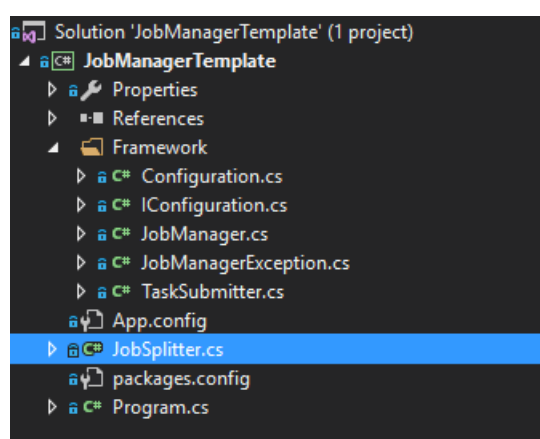 Solution 'JobManagerTemplate' (1 project)
C# JobManagerTemplate
Properties
References
Framework
C# Configuration.cs
C# IConfiguration.cs
C# JobManager.cs
C# JobManagerException.cs
C# TaskSubmitter.cs
App.config
C# JobSplitter.cs
packages.config
C# Program.cs